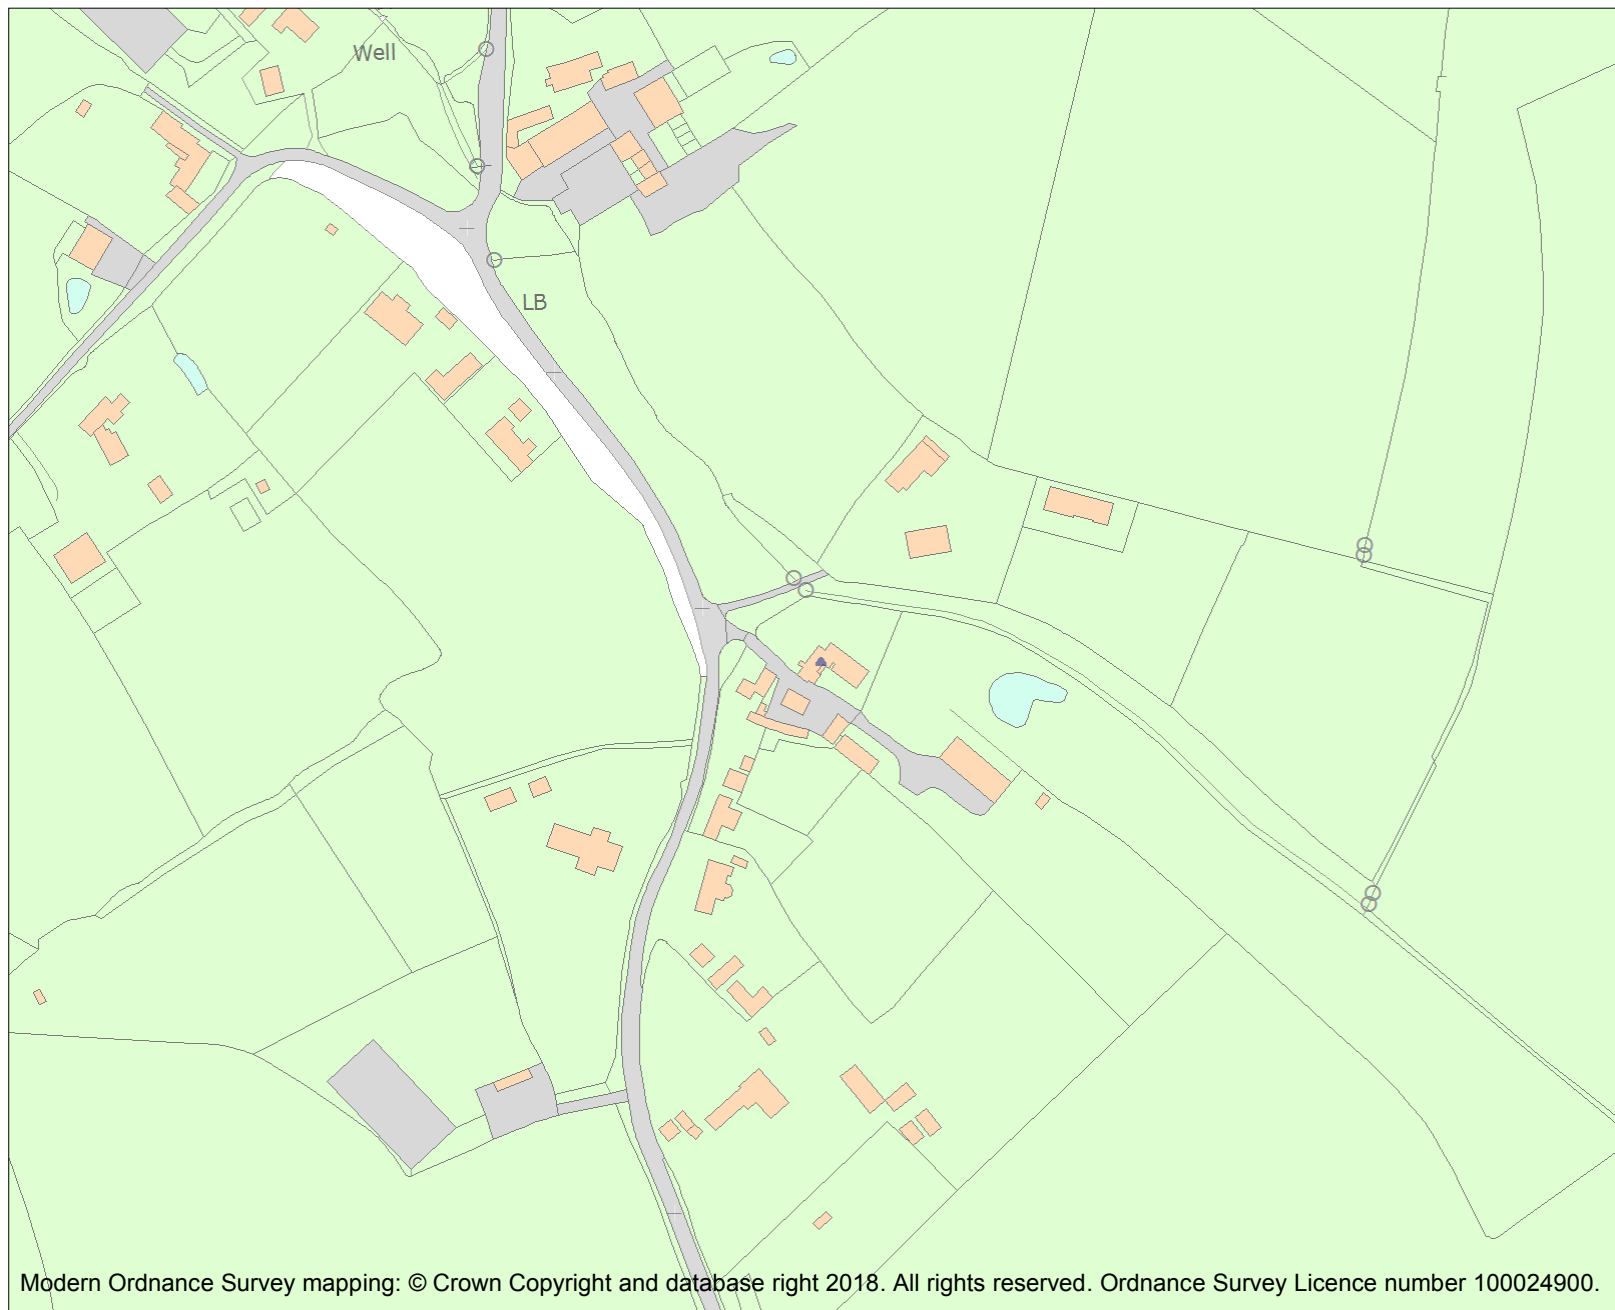 Well
LB
Modern Ordnance Survey mapping: © Crown Copyright and database right 2018. All rights reserved. Ordnance Survey Licence number 100024900.